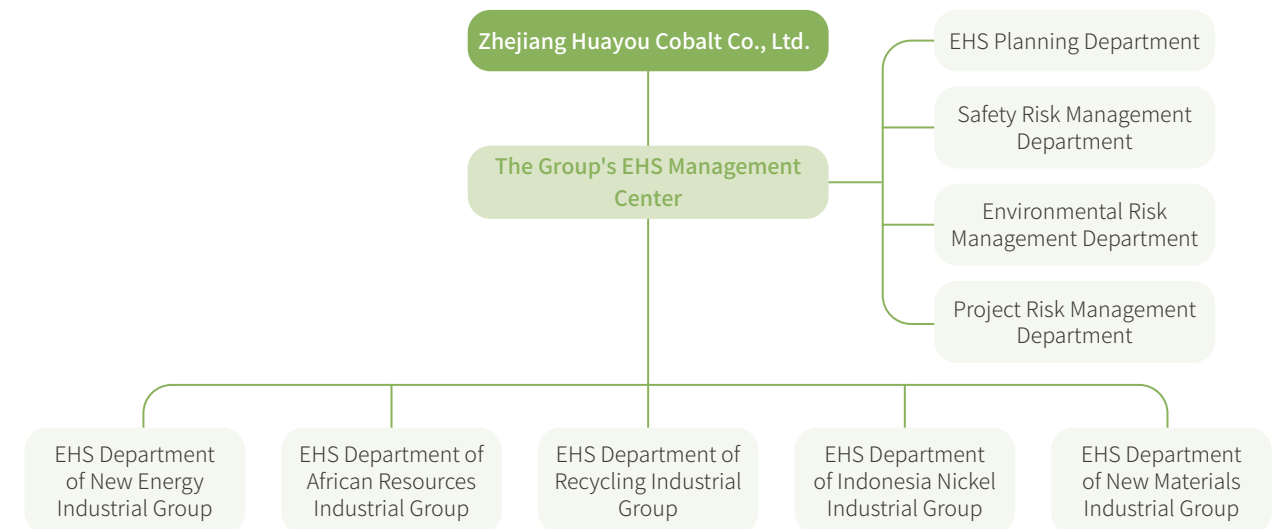 Zhejiang Huayou Cobalt Co., Ltd.
The Group's EHS Management
Center
EHS Planning Department
Safety Risk Management
Department
Environmental Risk
Management Department
Project Risk Management
Department
EHS Department
of New Energy
Industrial Group
EHS Department of
African Resources
Industrial Group
EHS Department of
Recycling Industrial
Group
EHS Department
of Indonesia Nickel
Industrial Group
EHS Department
of New Materials
Industrial Group